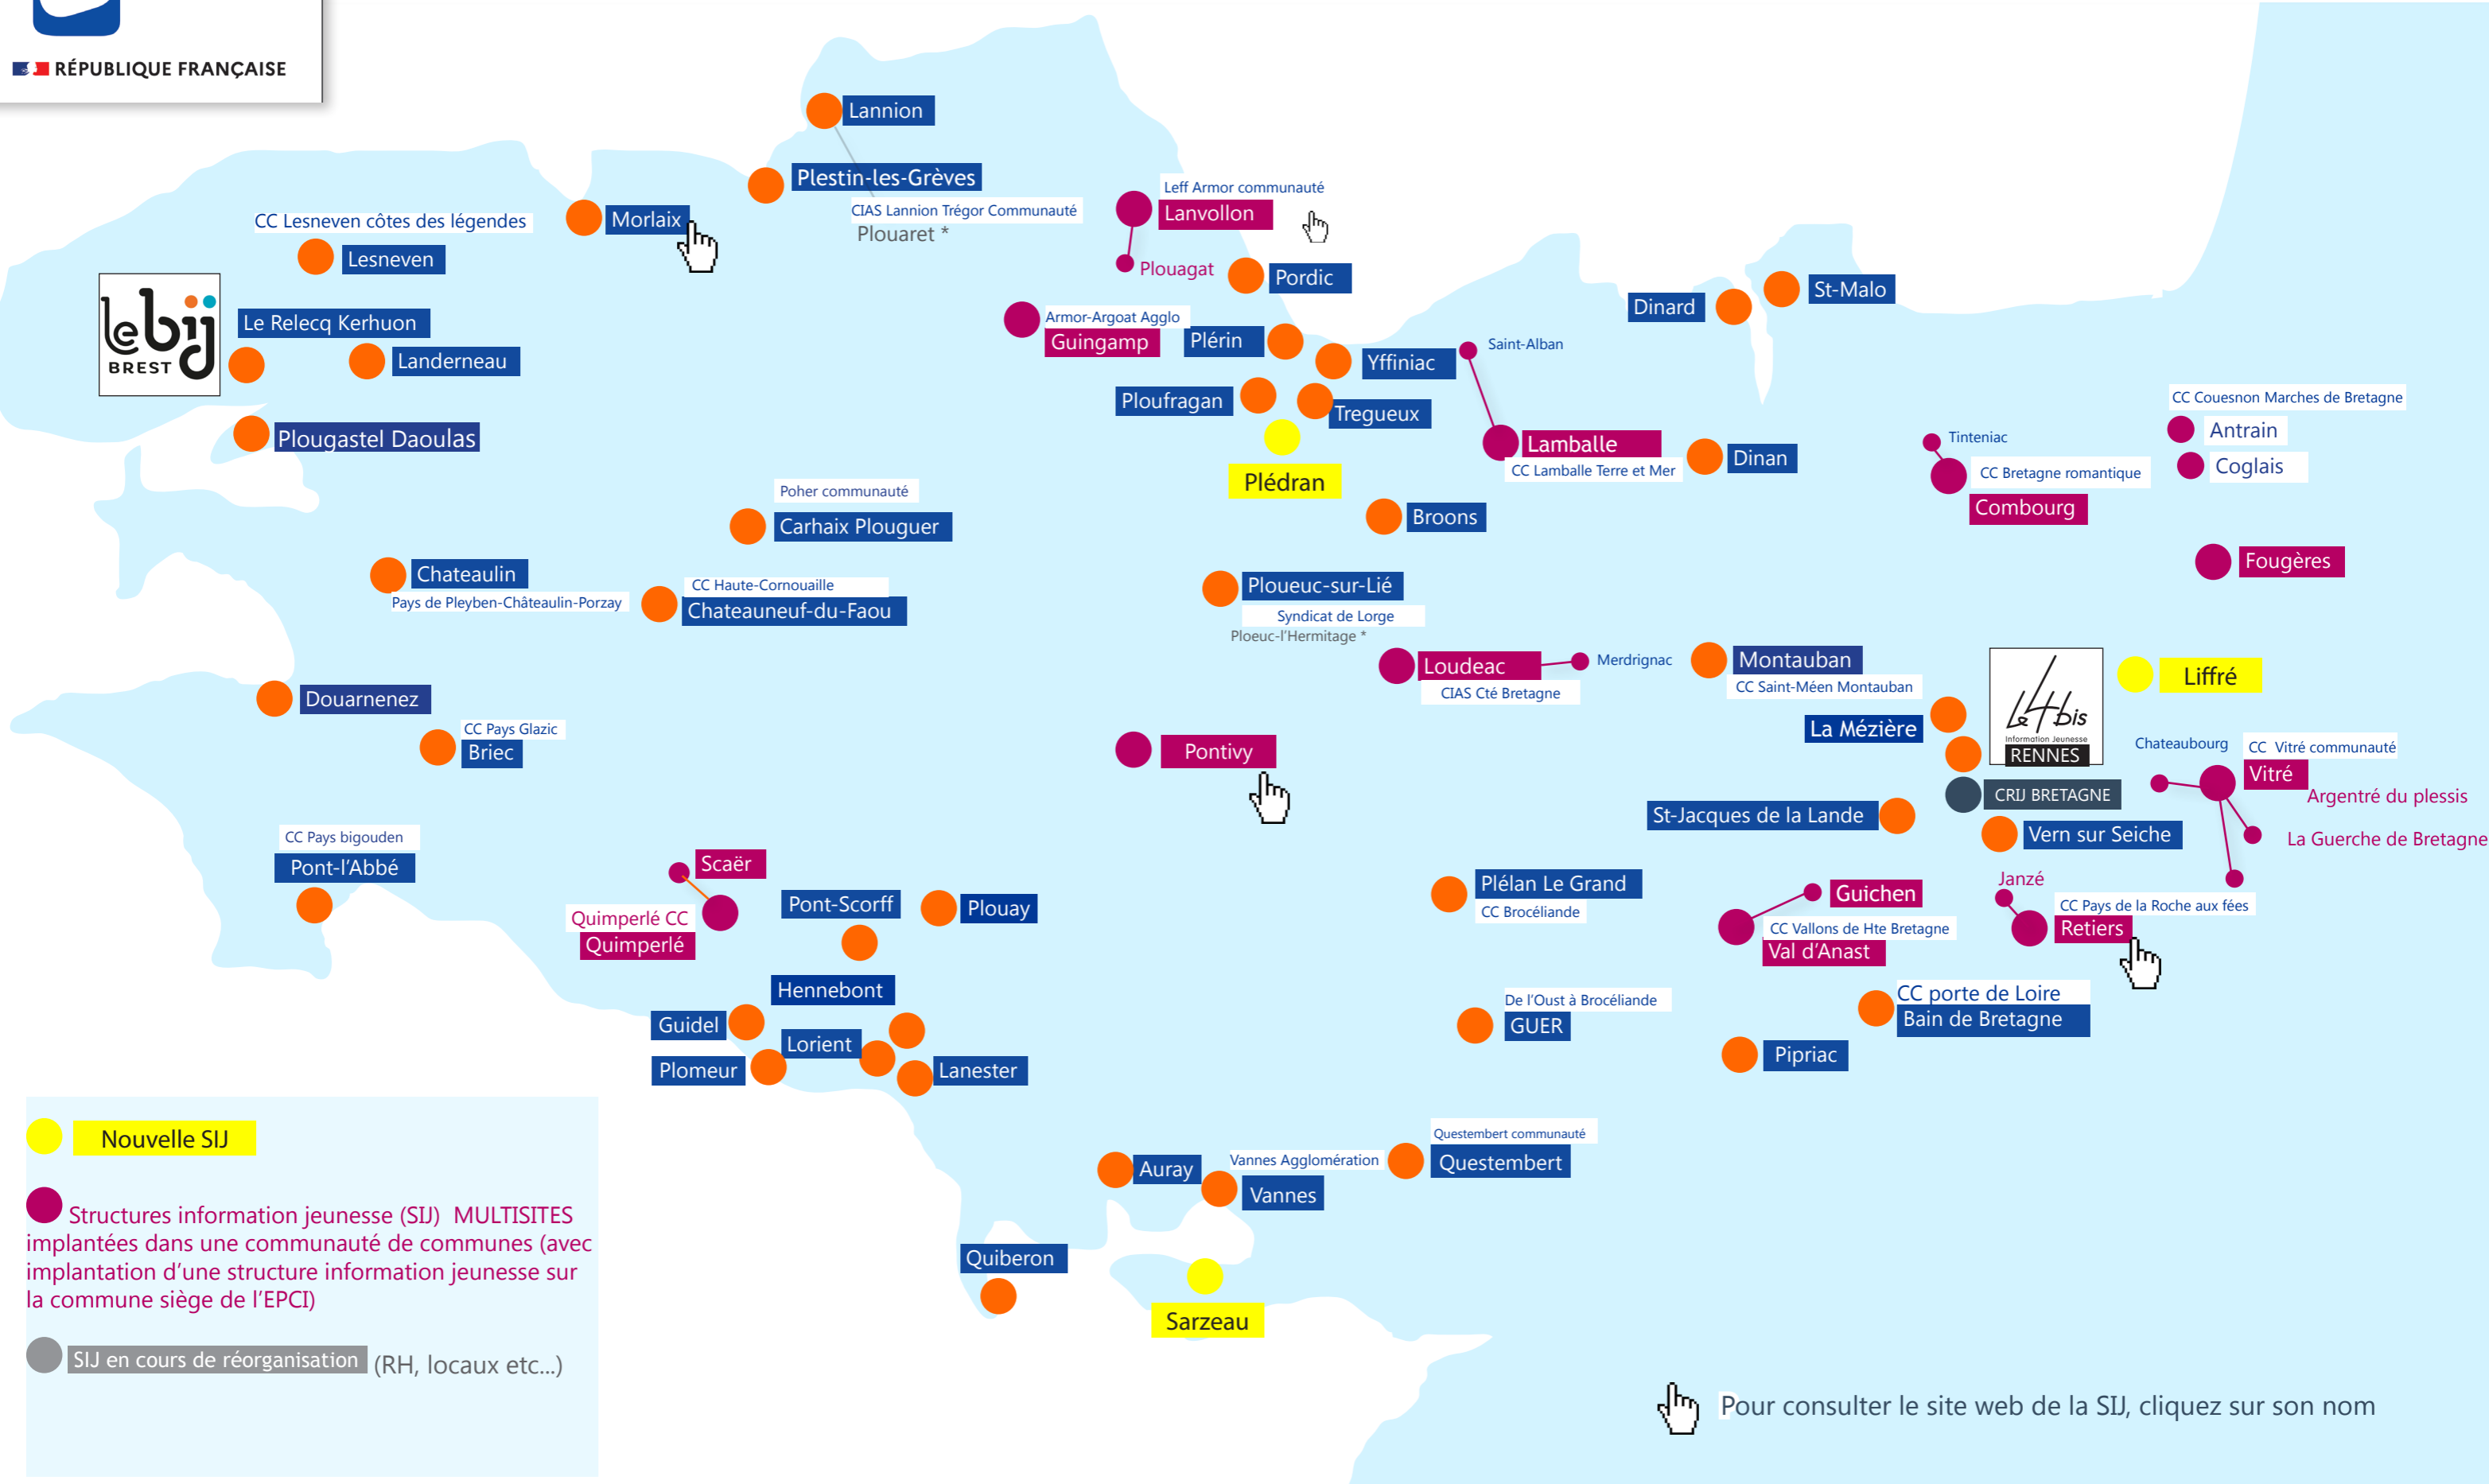 RÉPUBLIQUE FRANÇAISE
Lannion
Plestin-les-Grèves
CIAS Lannion Trégor Communauté
Plouaret *
Morlaix
CC Lesneven côtes des légendes
Lesneven
Leff Armor communauté
Lanvollon
Plouagat
Pordic
Dinard
St-Malo
le bij
BREST
Le Relecq Kerhuon
Landerneau
Armor-Argoat Agglo
Guingamp
Plérin
Yffiniac
Saint-Alban
Ploufragan
Tregueux
Plougastel Daoulas
Plédran
Lamballe
CC Lamballe Terre et Mer
Dinan
Tinteniac
CC Bretagne romantique
Combourg
CC Couesnon Marches de Bretagne
Antrain
Coglais
Poher communauté
Carhaix Plouguer
Broons
Fougères
Chateaulin
Pays de Pleyben-Châteaulin-Porzay
CC Haute-Cornouaille
Chateauneuf-du-Faou
Ploueuc-sur-Lié
Syndicat de Lorge
Ploeuc-l'Hermitage *
Loudeac
CIAS Cté Bretagne
Merdrignac
Montauban
CC Saint-Méen Montauban
Le 4bis
Information Jeunesse
RENNES
Liffré
Douarnenez
CC Pays Glazic
Briec
La Mézière
Pontivy
Chateaubourg
CC Vitré communauté
Vitré
CRIJ BRETAGNE
Argentré du plessis
St-Jacques de la Lande
Vern sur Seiche
La Guerche de Bretagne
CC Pays bigouden
Pont-l'Abbé
Scaër
Quimperlé CC
Quimperlé
Pont-Scorff
Plouay
Plélan Le Grand
CC Brocéliande
Guichen
CC Vallons de Hte Bretagne
Val d'Anast
Janzé
CC Pays de la Roche aux fées
Retiers
Hennebont
Guidel
Lorient
Plomeur
Lanester
De l'Oust à Brocéliande
GUER
CC porte de Loire
Bain de Bretagne
Pipriac
Questembert communauté
Questembert
Auray
Vannes Agglomération
Vannes
Quiberon
Sarzeau
Nouvelle SIJ
Structures information jeunesse (SIJ) MULTISITES
implantées dans une communauté de communes (avec
implantation d'une structure information jeunesse sur
la commune siège de l'EPCI)
SIJ en cours de réorganisation (RH, locaux etc...)
Pour consulter le site web de la SIJ, cliquez sur son nom